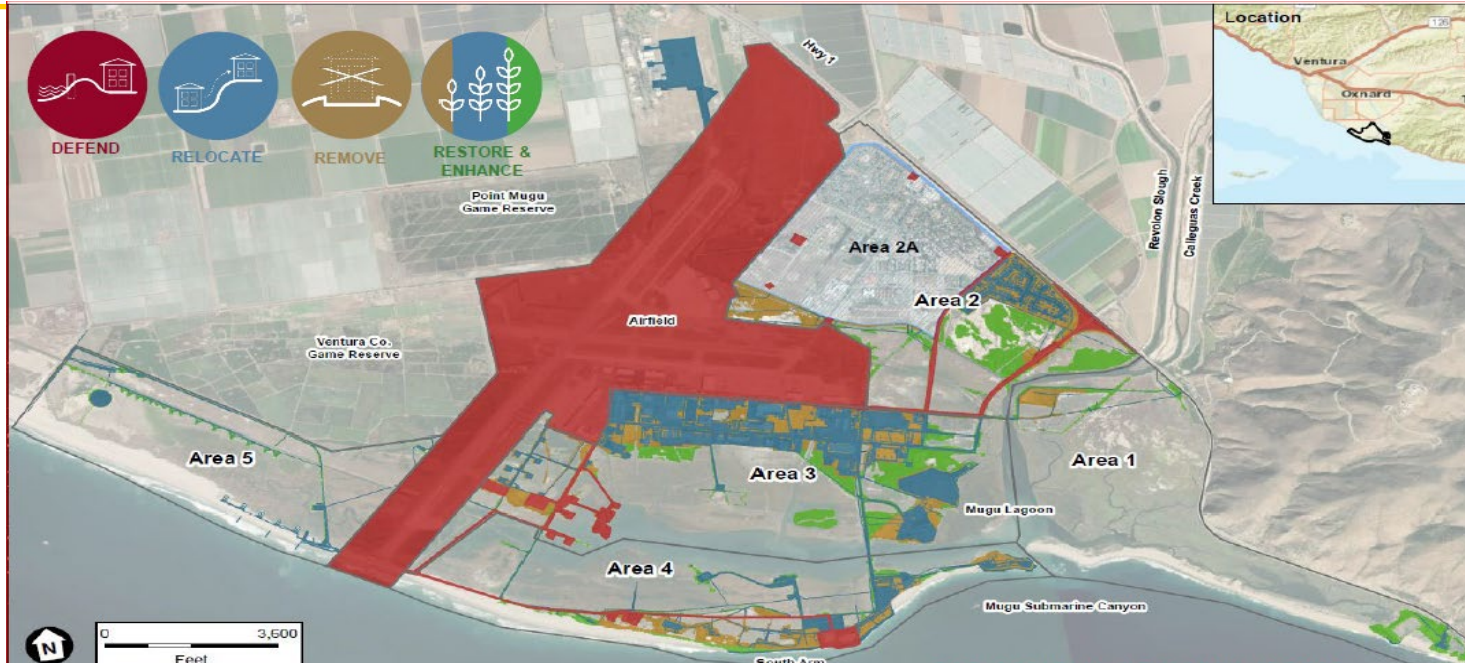 DEFEND
RELOCATE
REMOVE
RESTORE &
ENHANCE
Hwy 1
Location
126
Ventura
Oxnard
Point Mugu
Game Reserve
Revolon Slough
Calleguas Creek
Area 2A
Area 2
Airfield
Ventura Co.
Game Reserve
Area 5
Area 3
Area 1
Mugu Lagoon
Area 4
Mugu Submarine Canyon
N
0 3,500
Feet
South Arm